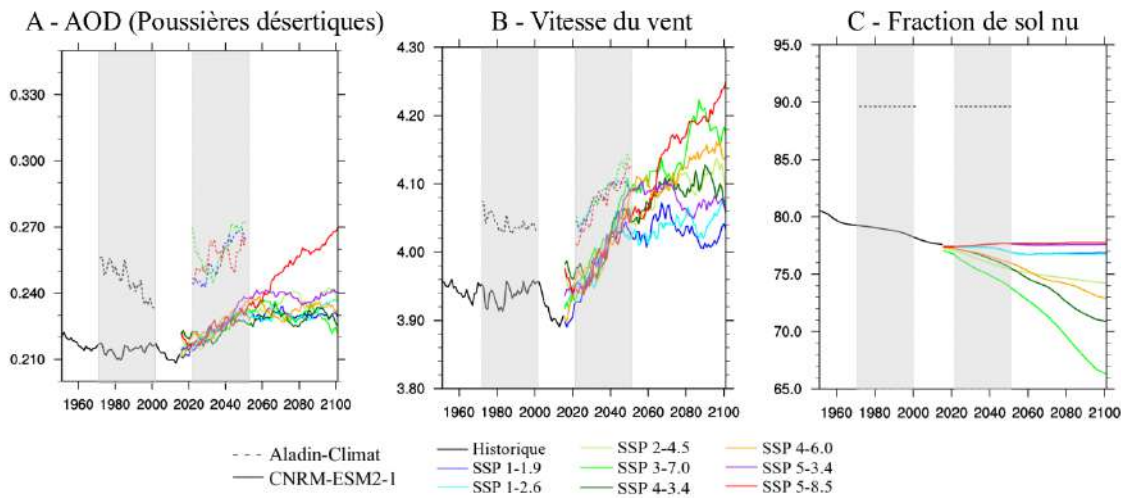 A - AOD (Poussières désertiques)
B - Vitesse du vent
C - Fraction de sol nu
0.330
0.300
0.270
0.240
0.210
1960 1980 2000 2020 2040 2060 2080 2100
4.30
4.20
4.10
4.00
3.90
3.80
1960 1980 2000 2020 2040 2060 2080 2100
95.0
90.0
85.0
80.0
75.0
70.0
65.0
1960 1980 2000 2020 2040 2060 2080 2100
Aladin-Climat
CNRM-ESM2-1
Historique
SSP 1-1.9
SSP 1-2.6
SSP 2-4.5
SSP 3-7.0
SSP 4-3.4
SSP 4-6.0
SSP 5-3.4
SSP 5-8.5